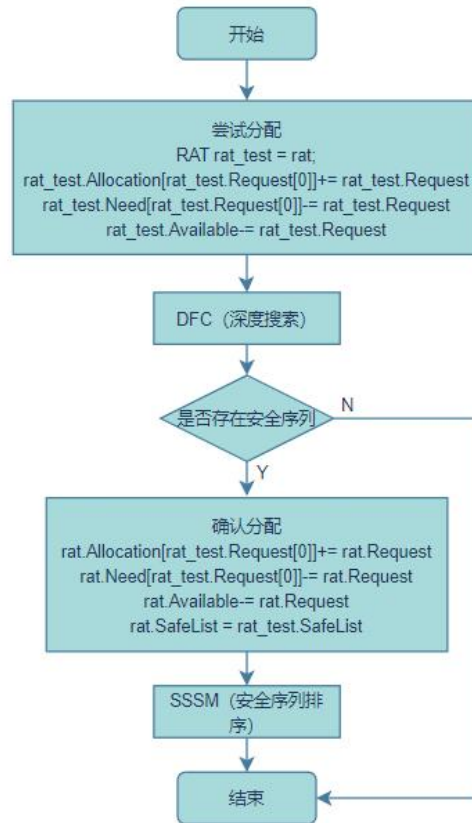 开始
尝试分配
RAT rat_test = rat;
rat_test.Allocation[rat_test.Request[0]]+= rat_test.Request
rat_test.Need[rat_test.Request[0]]-= rat_test.Request
rat_test.Available-= rat_test.Request
DFC（深度搜素）
是否存在安全序列
N
Y
确认分配
rat.Allocation[rat_test.Request[0]]+= rat.Request
rat.Need[rat_test.Request[0]]-= rat.Request
rat.Available-= rat.Request
rat.SafeList = rat_test.SafeList
SSSM（安全序列排
序）
结束